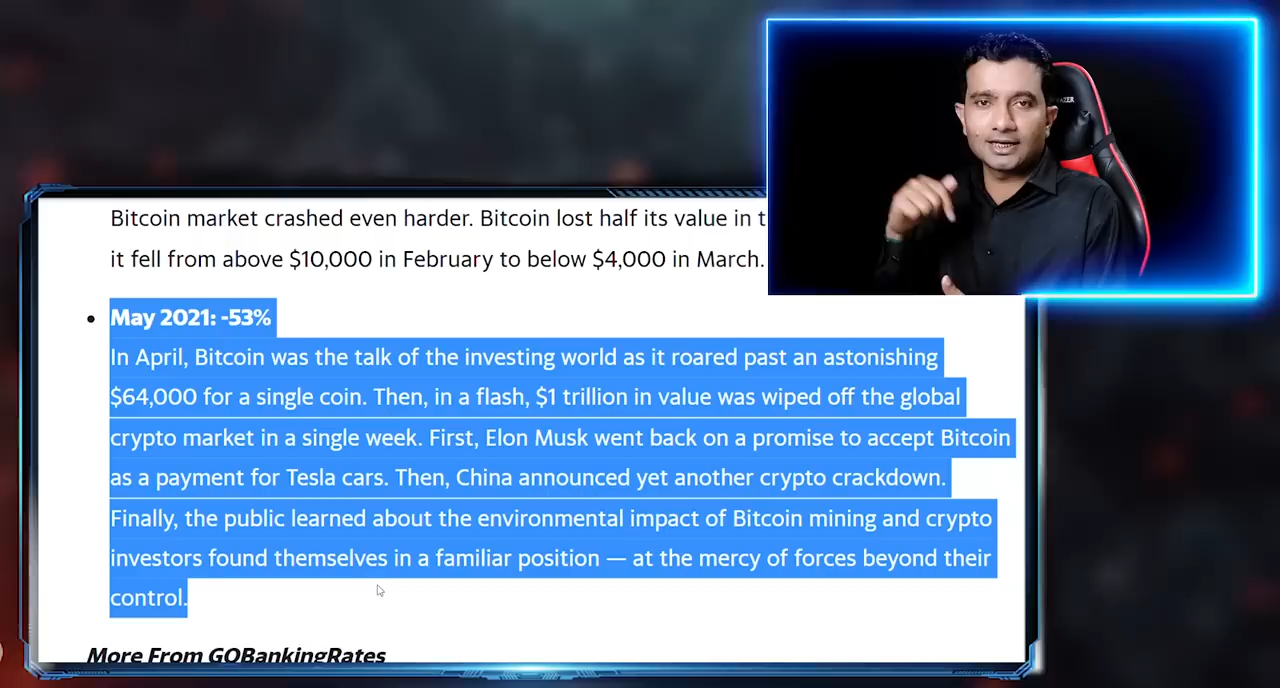 Bitcoin market crashed even harder. Bitcoin lost half its value in t
it fell from above $10,000 in February to below $4,000 in March.
May 2021: -53%
In April, Bitcoin was the talk of the investing world as it roared past an astonishing
$64,000 for a single coin. Then, in a flash, $1 trillion in value was wiped off the global
crypto market in a single week. First, Elon Musk went back on a promise to accept Bitcoin
as a payment for Tesla cars. Then, China announced yet another crypto crackdown.
Finally, the public learned about the environmental impact of Bitcoin mining and crypto
investors found themselves in a familiar position — at the mercy of forces beyond their
control.
More From GOBankingRates